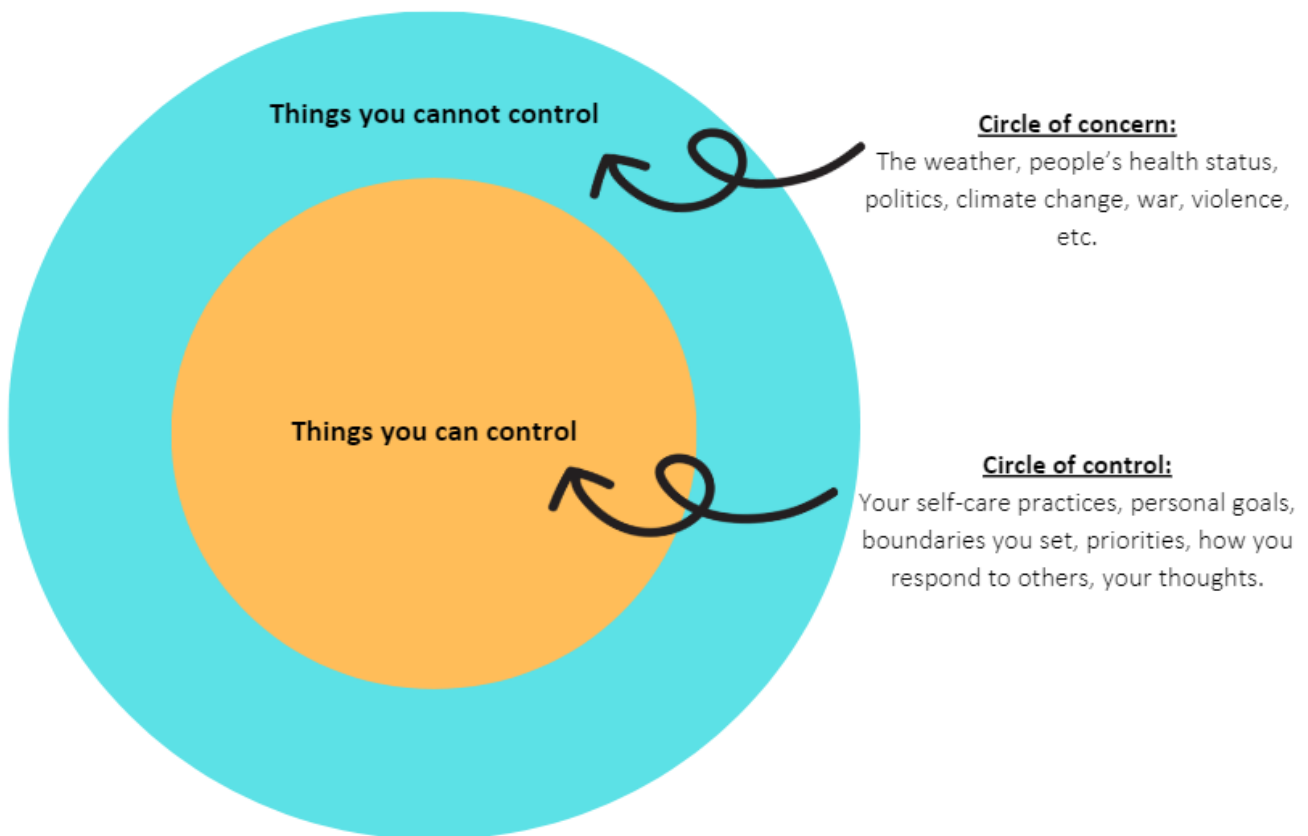 Things you cannot control
Circle of concern:
The weather, people’s health status,
politics, climate change, war, violence,
etc.
Things you can control
Circle of control:
Your self-care practices, personal goals,
boundaries you set, priorities, how you
respond to others, your thoughts.